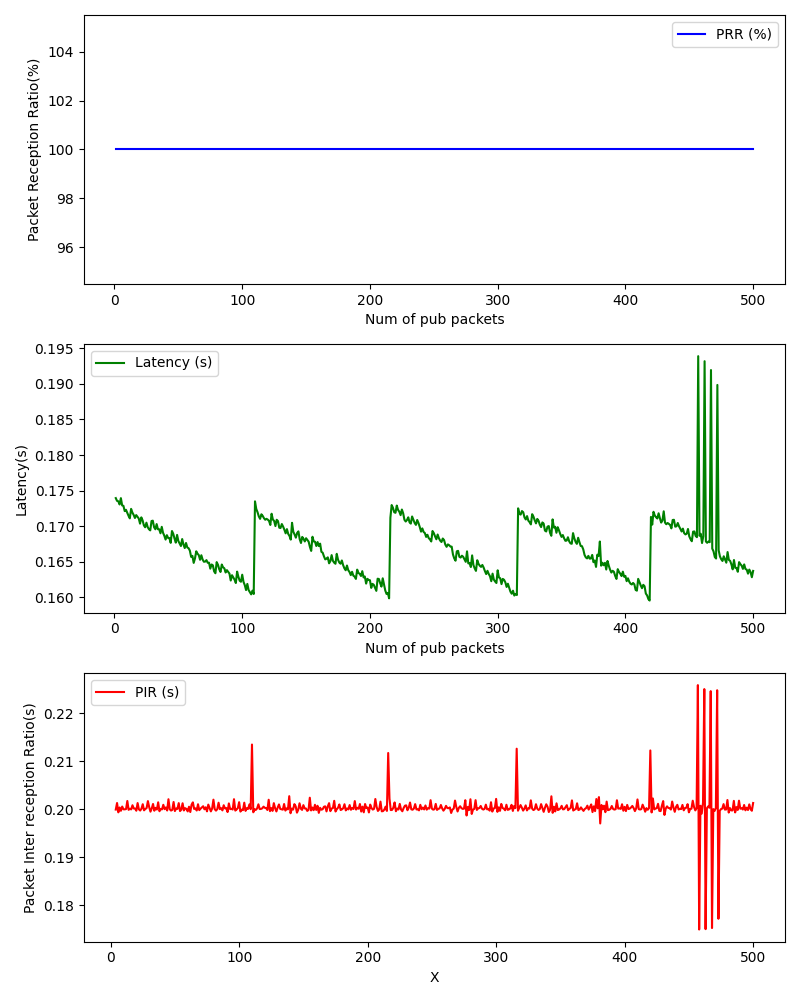 PRR (%)
104
102
100
98
96
Packet Reception Ratio(%)
0 100 200 300 400 500
Num of pub packets
Latency (s)
0.195
0.190
0.185
0.180
0.175
0.170
0.165
0.160
Latency(s)
0 100 200 300 400 500
Num of pub packets
PIR (s)
0.22
0.21
0.20
0.19
0.18
Packet Inter reception Ratio(s)
0 100 200 300 400 500
X